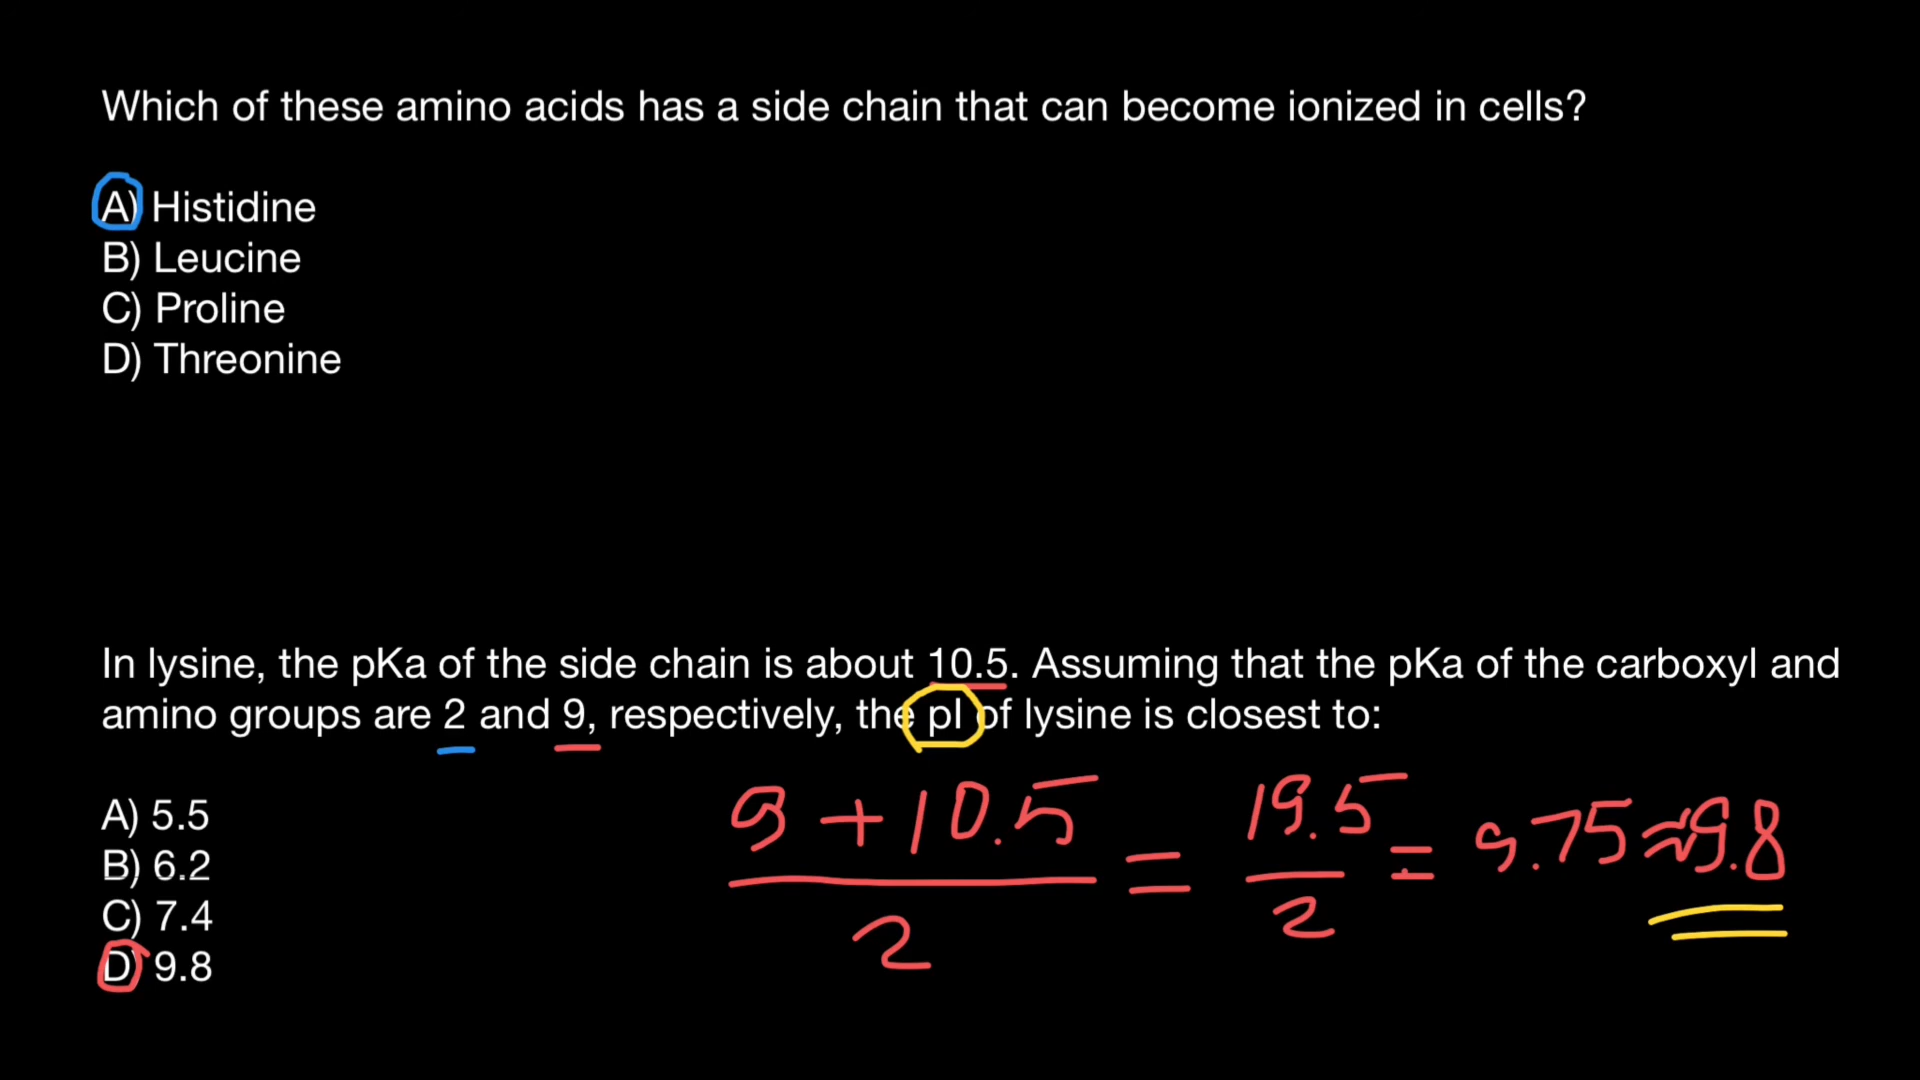 Which of these amino acids has a side chain that can become ionized in cells?
A) Histidine
B) Leucine
C) Proline
D) Threonine
In lysine, the pKa of the side chain is about 10.5. Assuming that the pKa of the carboxyl and
amino groups are 2 and 9, respectively, the pI of lysine is closest to:
A) 5.5
B) 6.2
C) 7.4
D) 9.8
9 + 10.5
2
=
19.5
2
=
9.75 ≈ 9.8